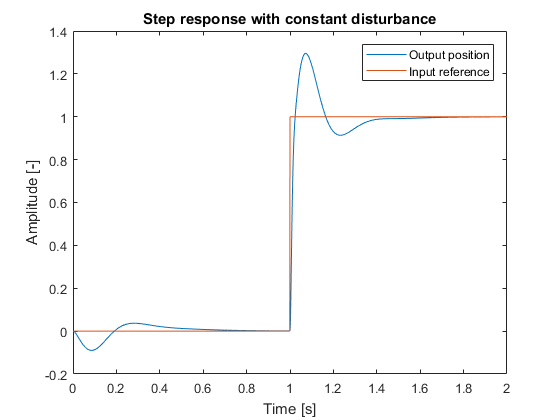 Step response with constant disturbance
Output position
Input reference
Amplitude [-]
1.4
1.2
1
0.8
0.6
0.4
0.2
0
-0.2
0 0.2 0.4 0.6 0.8 1 1.2 1.4 1.6 1.8 2
Time [s]